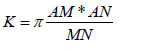 K = π AM * AN / MN